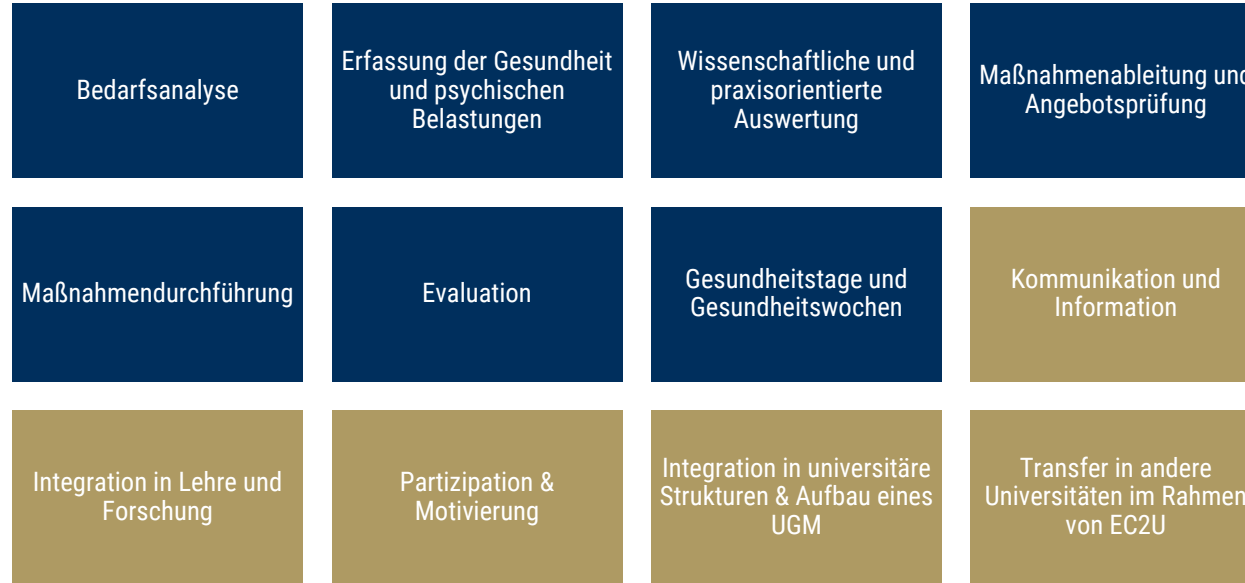 Bedarfsanalyse
Erfassung der Gesundheit
und psychischen
Belastungen
Wissenschaftliche und
praxisorientierte
Auswertung
Maßnahmenableitung und
Angebotsprüfung
Maßnahmendurchführung
Evaluation
Gesundheitstage und
Gesundheitswochen
Kommunikation und
Information
Integration in Lehre und
Forschung
Partizipation &
Motivierung
Integration in universitäre
Strukturen & Aufbau eines
UGM
Transfer in andere
Universitäten im Rahmen
von EC2U